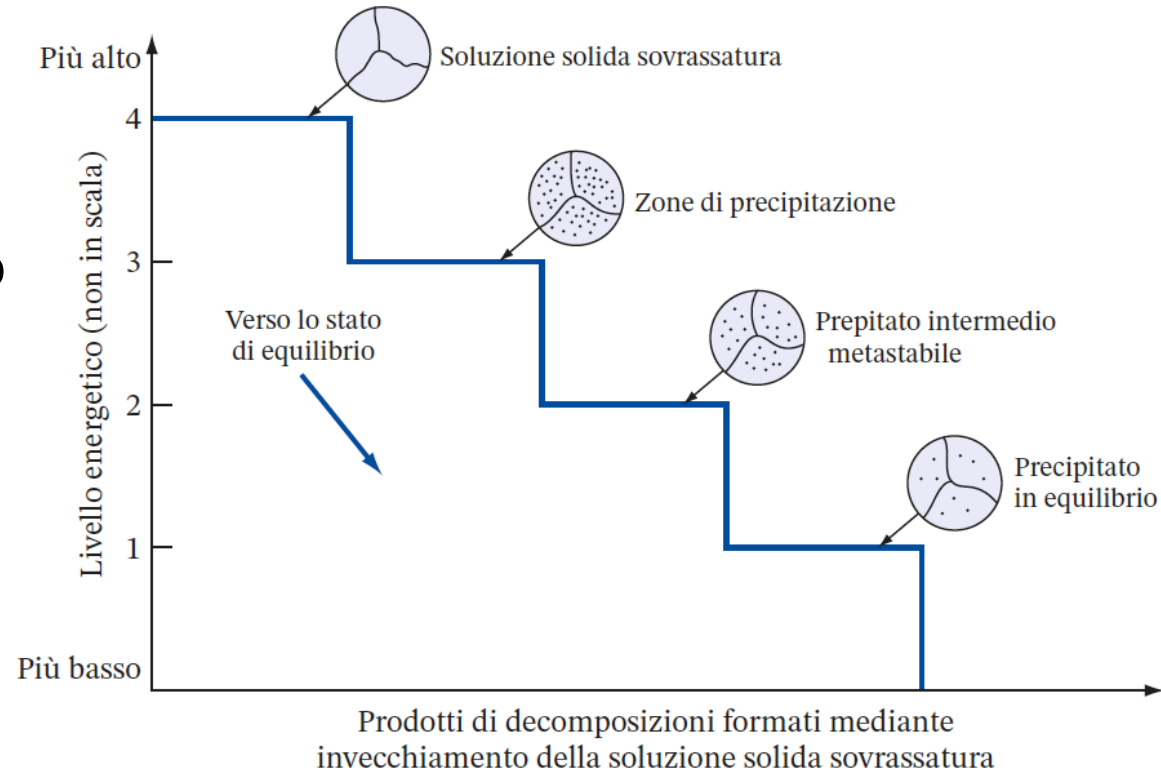 Più alto
Soluzione solida sovrassatura
4
Zone di precipitazione
3
Livello energetico (non in scala)
Verso lo stato
di equilibrio
Prepitato intermedio
metastabile
2
Precipitato
in equilibrio
1
Più basso
Prodotti di decomposizioni formati mediante
invecchiamento della soluzione solida sovrassatura